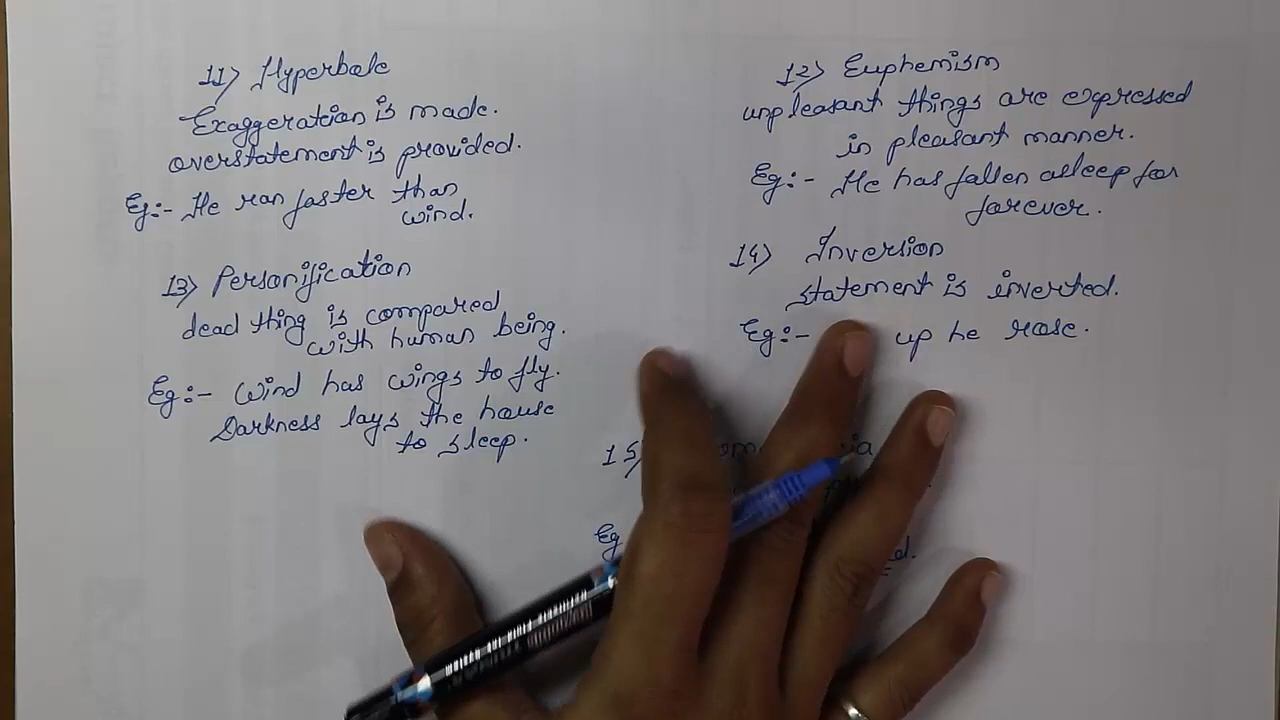 11) Hyperbole
Exaggeration is made.
overstatement is provided.
Eg:- He ran faster than
wind.
12) Euphemism
unpleasant things are expressed
in pleasant manner.
Eg:- He has fallen asleep for
forever.
13) Personification
dead thing is compared
with human being.
Eg:- Wind has wings to fly.
Darkness lays the house
to sleep.
14) Inversion
statement is inverted.
Eg:- up he rose.
15)
Eg